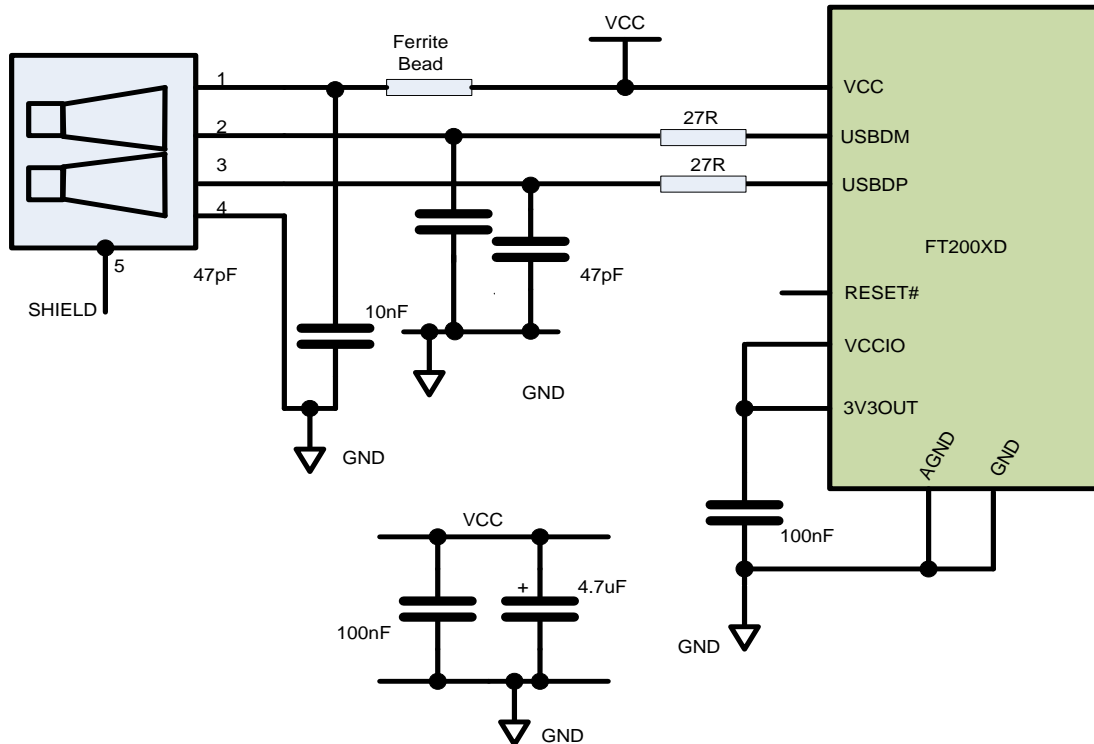 VCC
Ferrite
Bead
1
VCC
27R
2
USBDM
27R
3
USBDP
4
FT200XD
5
47pF
47pF
SHIELD
RESET#
10nF
VCCIO
GND
3V3OUT
GND
AGND
GND
VCC
100nF
+
4.7uF
100nF
GND
GND